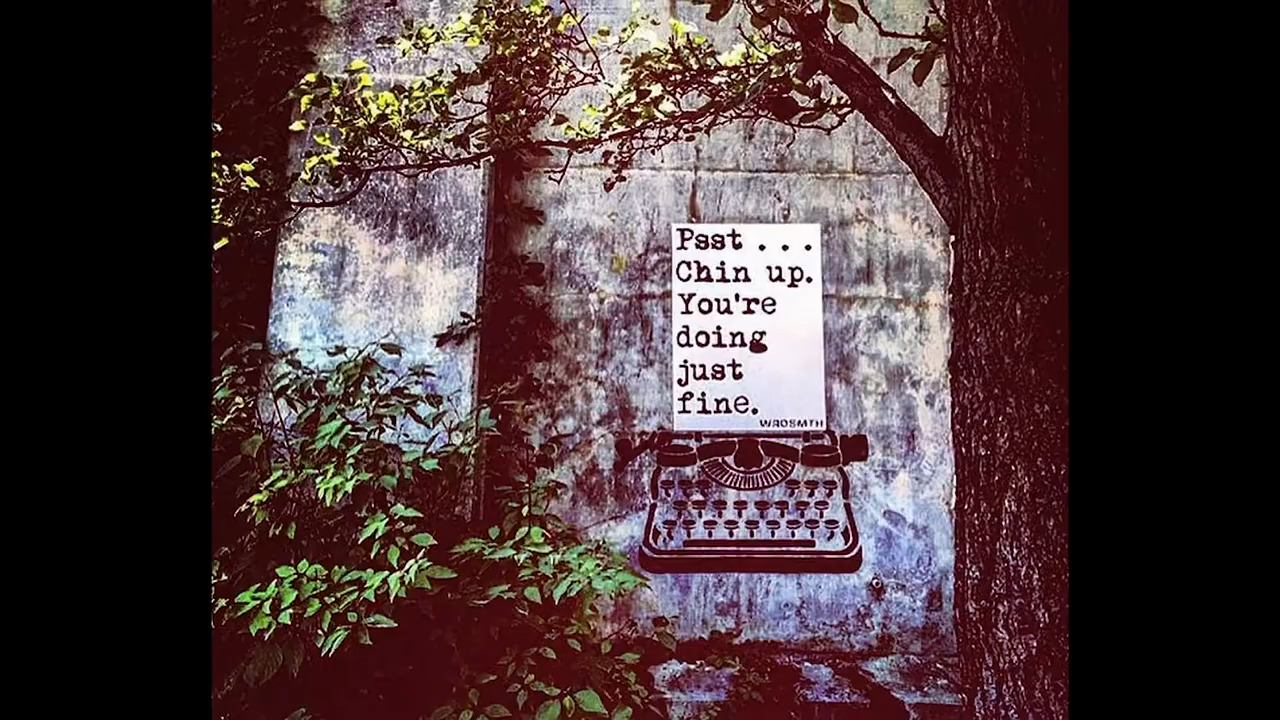 Psst . . .
Chin up.
You're
doing
just
fine.
WRDSMTH